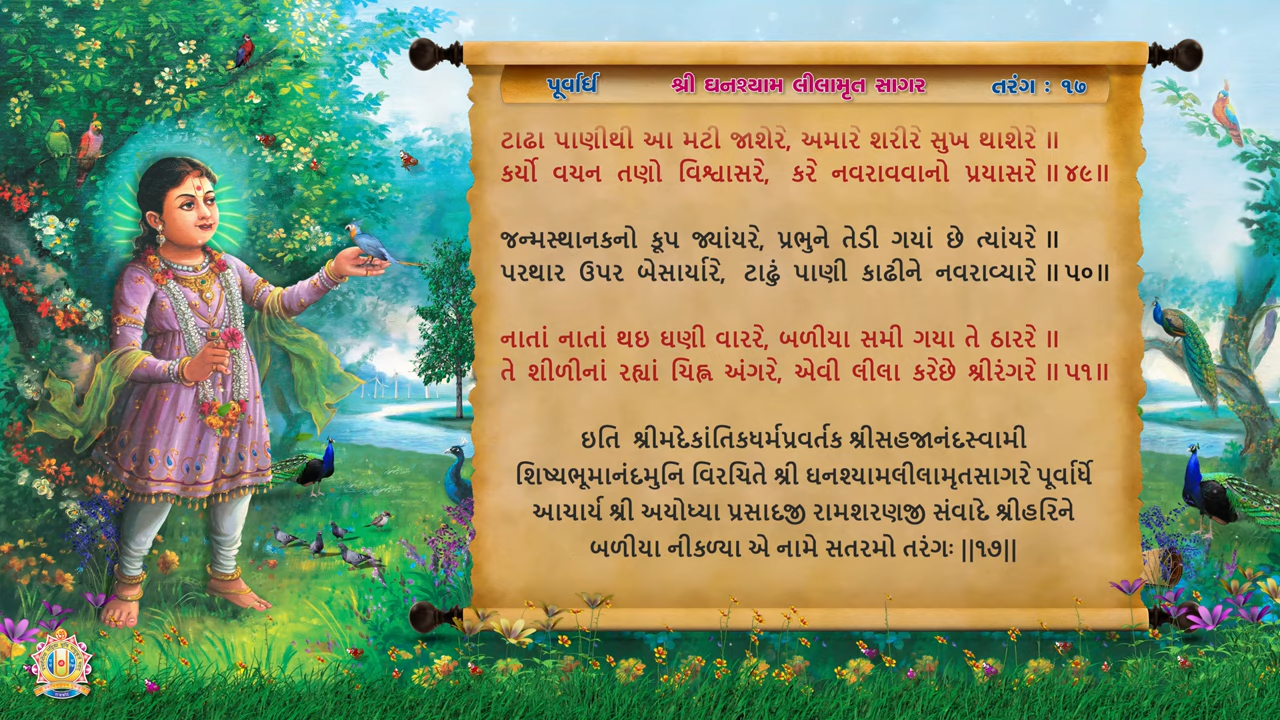 પૂર્વાર્ધ શ્રી ઘનશ્યામ લીલામૃત સાગર તરંગ : ૧૭
ટાઢા પાણીથી આ મટી જાશેરે, અમારે શરીરે સુખ થાશેરે ॥
કર્યો વચન તણો વિશ્વાસરે, કરે નવરાવવાનો પ્રયાસરે ॥૪૯॥
જન્મસ્થાનકનો કૂપ જ્યાંયરે, પ્રભુને તેડી ગયાં છે ત્યાંયરે ॥
પરથાર ઉપર બેસાર્યારે, ટાઢું પાણી કાઢીને નવરાવ્યારે ॥૫૦॥
નાતાં નાતાં થઇ ઘણી વારરે, બળીયા સમી ગયા તે ઠારરે ॥
તે શીળીનાં રહ્યાં ચિહ્ન અંગરે, એવી લીલા કરેછે શ્રીરંગરે ॥૫૧॥
ઇતિ શ્રીમદેકાંતિકધર્મપ્રવર્તક શ્રીસહજાનંદસ્વામી
શિષ્યભૂમાનંદમુનિ વિરચિતે શ્રી ઘનશ્યામલીલામૃતસાગરે પૂર્વાર્ધે
આચાર્ય શ્રી અયોધ્યા પ્રસાદજી રામશરણજી સંવાદે શ્રીહરિને
બળીયા નીકળ્યા એ નામે સતરમો તરંગઃ ||૧૭||